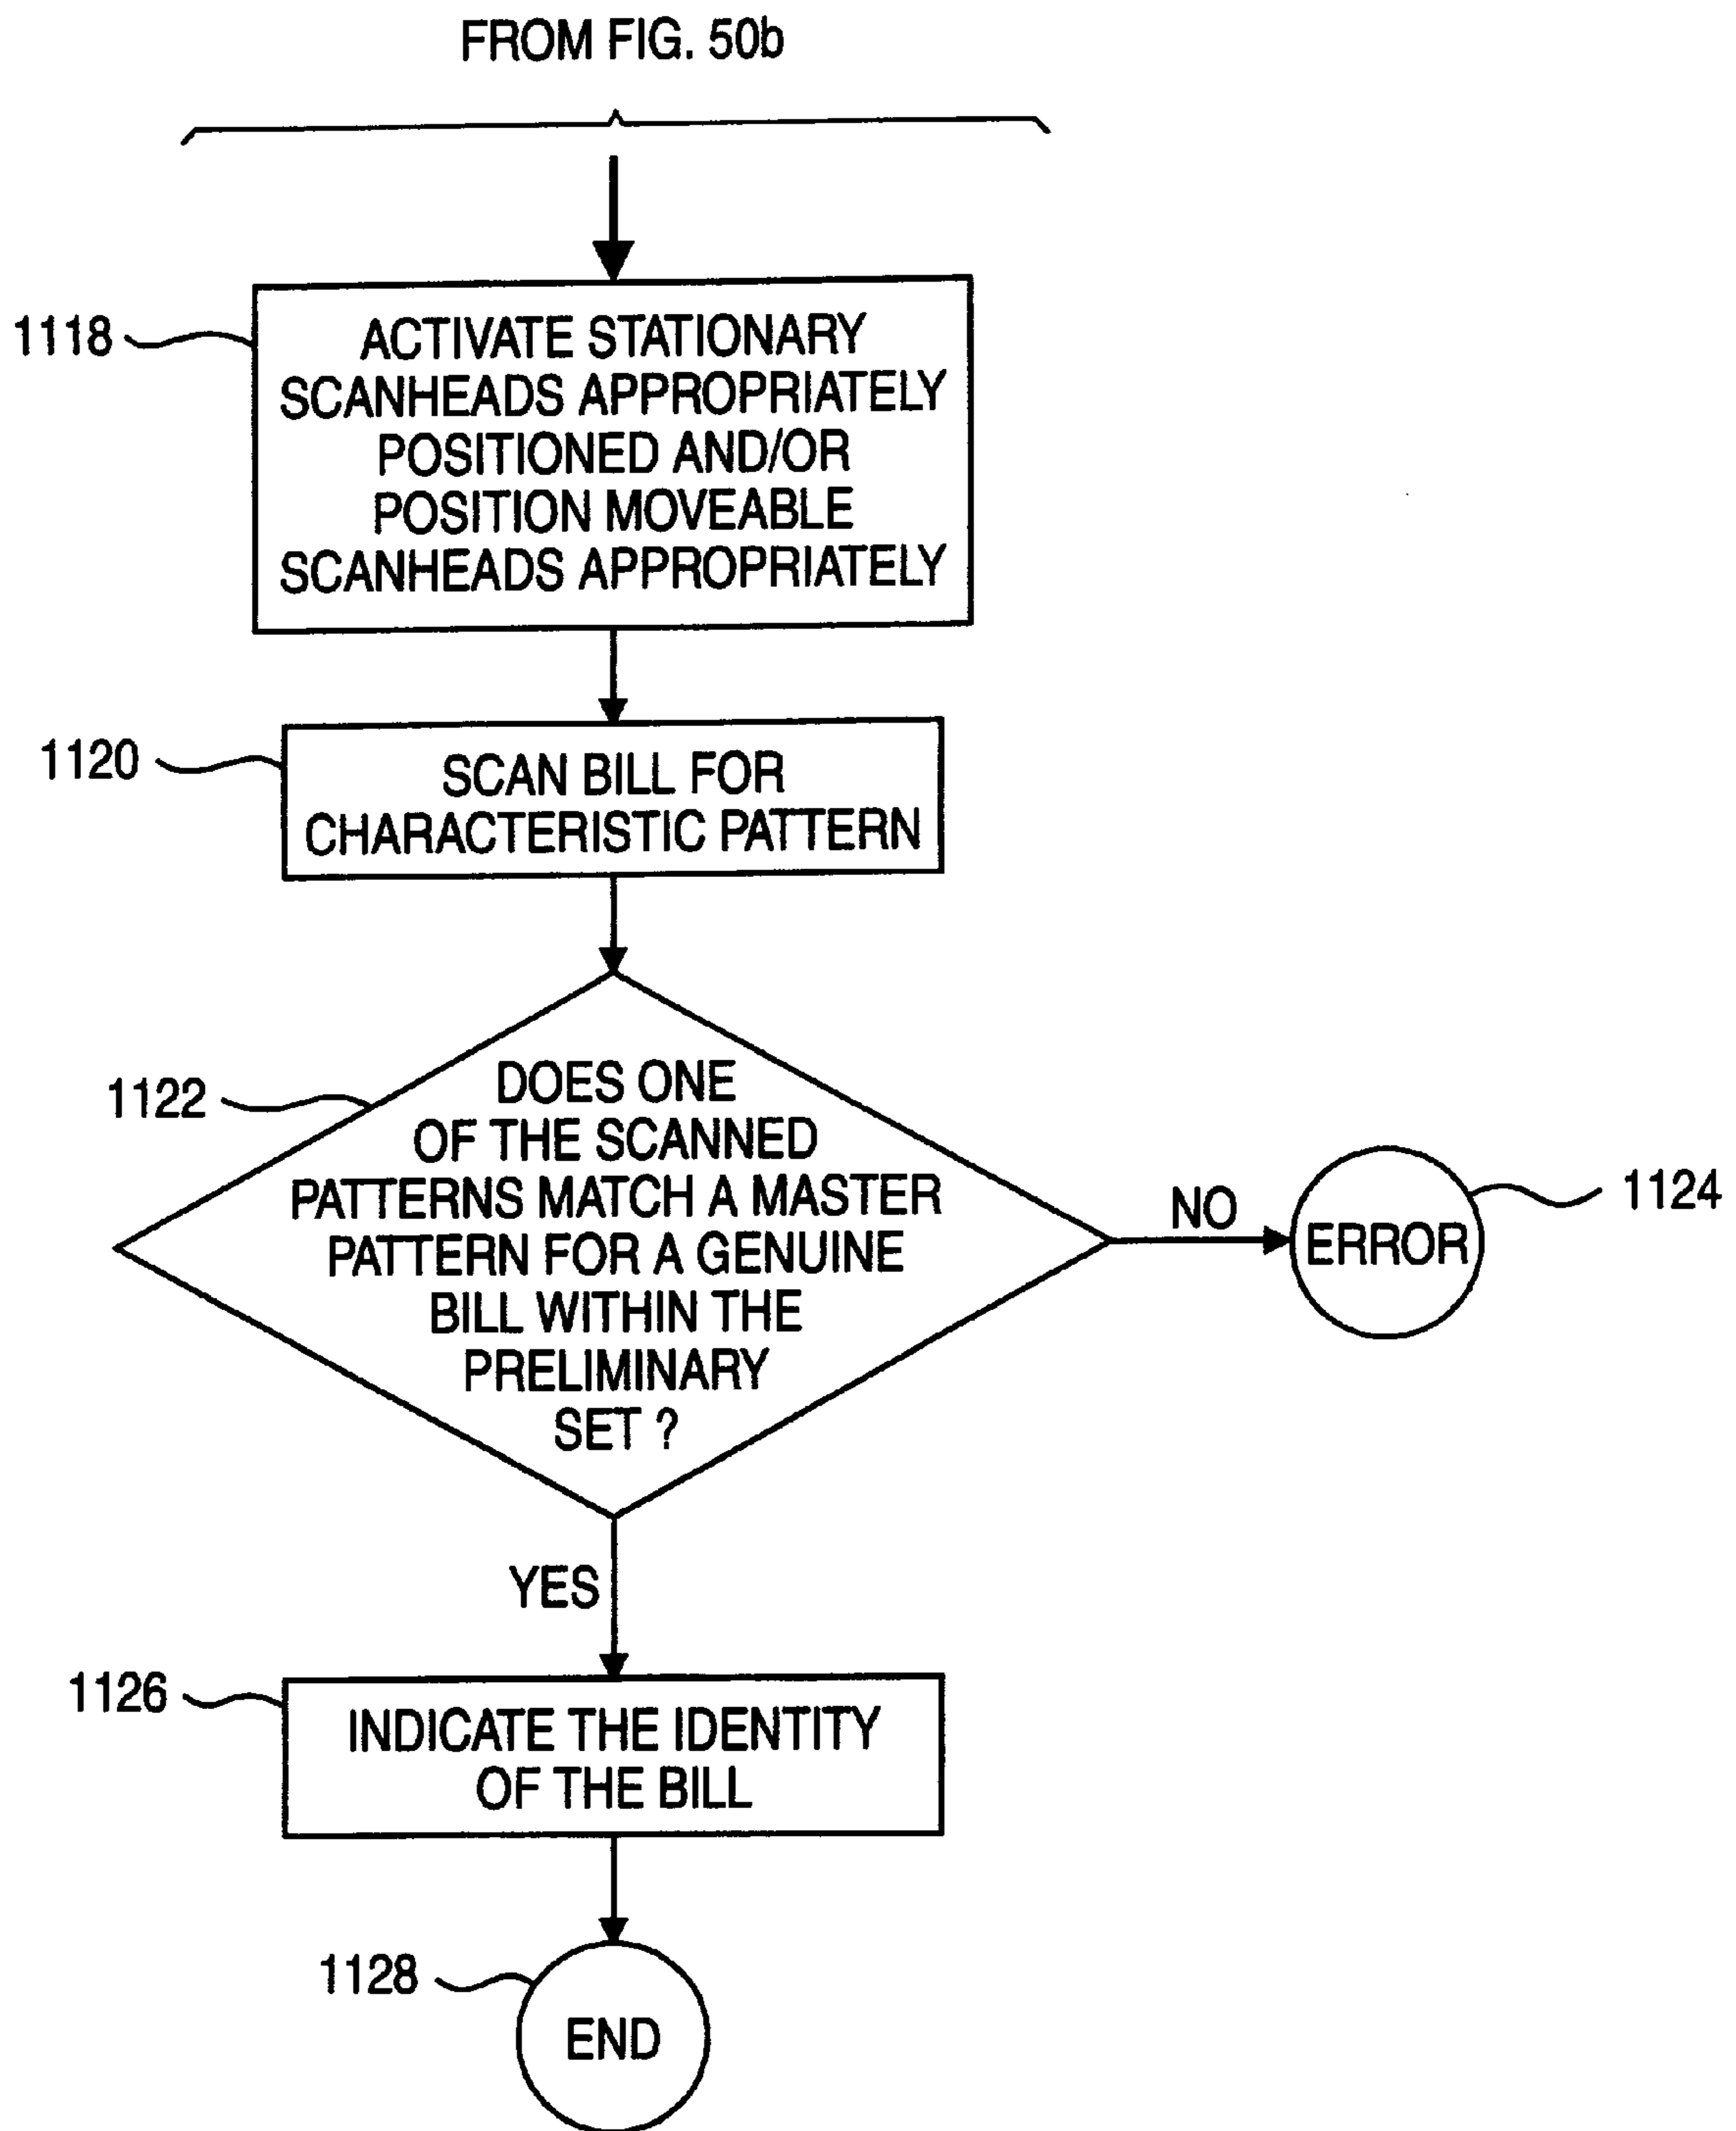 FROM FIG. 50b
1118
ACTIVATE STATIONARY
SCANHEADS APPROPRIATELY
POSITIONED AND/OR
POSITION MOVEABLE
SCANHEADS APPROPRIATELY
1120
SCAN BILL FOR
CHARACTERISTIC PATTERN
1122
DOES ONE
OF THE SCANNED
PATTERNS MATCH A MASTER
PATTERN FOR A GENUINE
BILL WITHIN THE
PRELIMINARY
SET ?
NO
ERROR
1124
YES
1126
INDICATE THE IDENTITY
OF THE BILL
1128
END